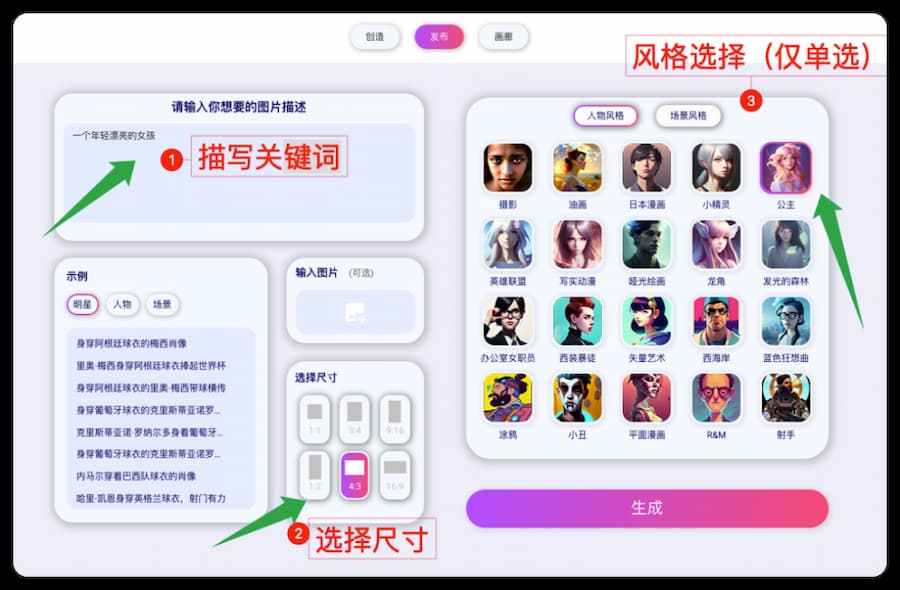 创造
发布
画廊
风格选择（仅单选）
3
请输入你想要的图片描述
一个年轻漂亮的女孩
1
描写关键词
人物风格
场景风格
摄影
油画
日本漫画
小精灵
公主
英雄联盟
写实动漫
哑光绘画
龙角
发光的森林
办公室女职员
西装暴徒
矢量艺术
西海岸
蓝色狂想曲
涂鸦
小丑
平面漫画
R&M
射手
示例
明星
人物
场景
身穿阿根廷球衣的梅西肖像
里奥·梅西身穿阿根廷球衣捧起世界杯
身穿阿根廷球衣的里奥·梅西带球横传
身穿葡萄牙球衣的克里斯蒂亚诺罗...
克里斯蒂亚诺·罗纳尔多身着葡萄牙...
身穿葡萄牙球衣的克里斯蒂亚诺罗...
内马尔穿着巴西队球衣的肖像
哈里·凯恩身穿英格兰球衣，射门有力
输入图片 (可选)
选择尺寸
1:1
3:4
9:16
1:2
4:3
16:9
2
选择尺寸
生成